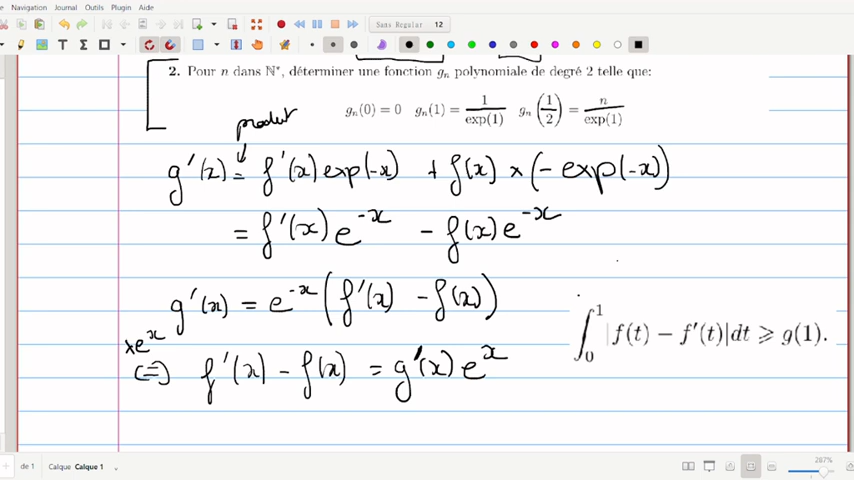 Navigation Journal Outils Plugin Aide
Sans Regular 12
2. Pour n dans ℕ*, déterminer une fonction gₙ polynomiale de degré 2 telle que:
gₙ(0) = 0 gₙ(1) = 1/exp(1) gₙ(1/2) = n/exp(1)
produit
g'(x) = f'(x) exp(-x) + f(x) × (- exp(-x))
= f'(x) e^{-x} - f(x) e^{-x}
g'(x) = e^{-x} (f'(x) - f(x))
×e^x
(=) f'(x) - f(x) = g'(x) e^x
∫₀¹ |f(t) − f'(t)|dt ⩾ g(1).
de 1 Calque Calque 1 287%